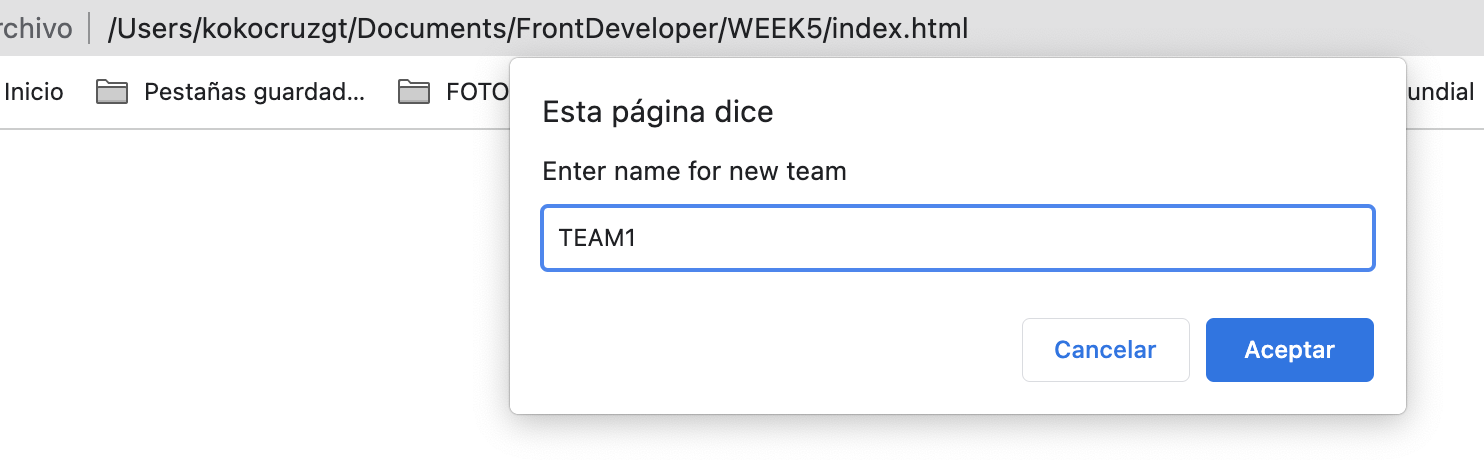 rchivo /Users/kokocruzgt/Documents/FrontDeveloper/WEEK5/index.html
Inicio Pestañas guardad... FOTO undial
Esta página dice
Enter name for new team
TEAM1
Cancelar Aceptar